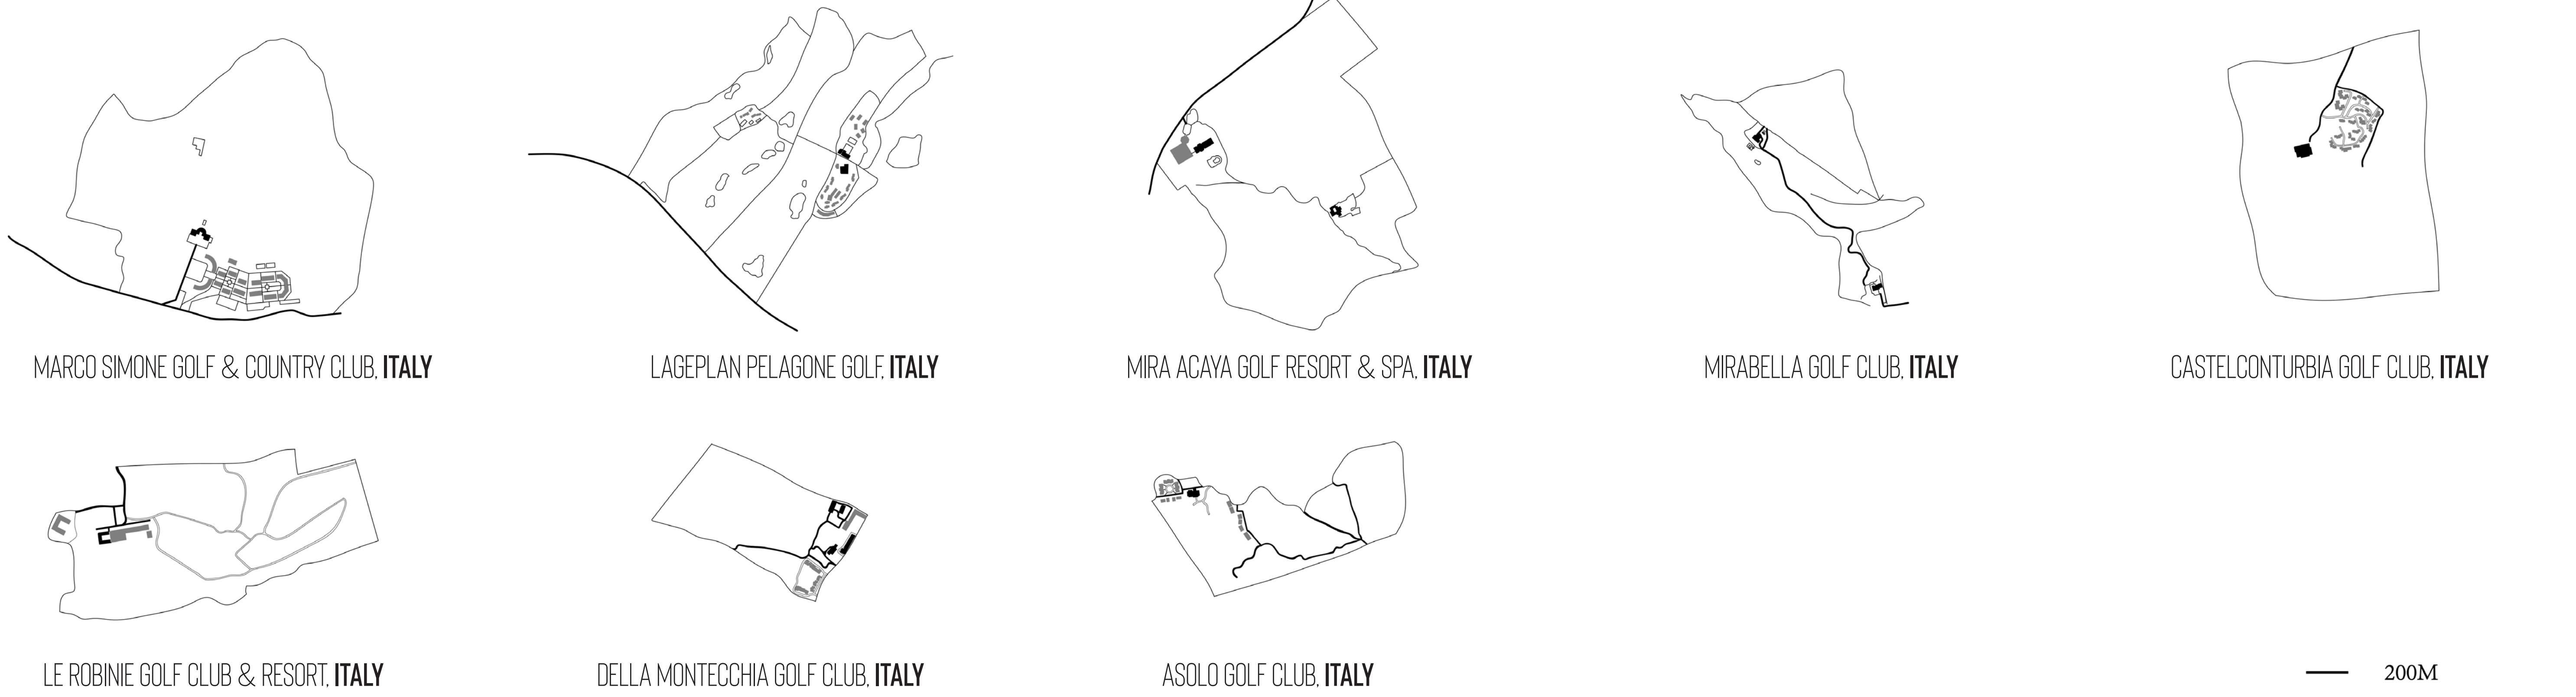 MARCO SIMONE GOLF & COUNTRY CLUB, ITALY
LAGEPLAN PELAGONE GOLF, ITALY
MIRA ACAYA GOLF RESORT & SPA, ITALY
MIRABELLA GOLF CLUB, ITALY
CASTELCONTURBIA GOLF CLUB, ITALY
LE ROBINIE GOLF CLUB & RESORT, ITALY
DELLA MONTECCHIA GOLF CLUB, ITALY
ASOLO GOLF CLUB, ITALY
200M